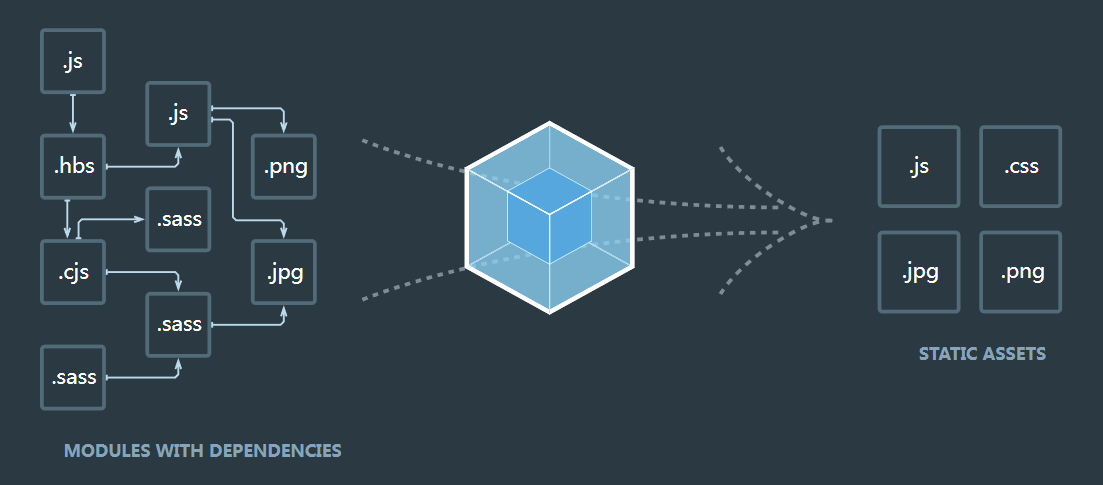 .js
.js
.hbs
.png
.sass
.cjs
.jpg
.sass
.sass
MODULES WITH DEPENDENCIES
.js
.css
.jpg
.png
STATIC ASSETS